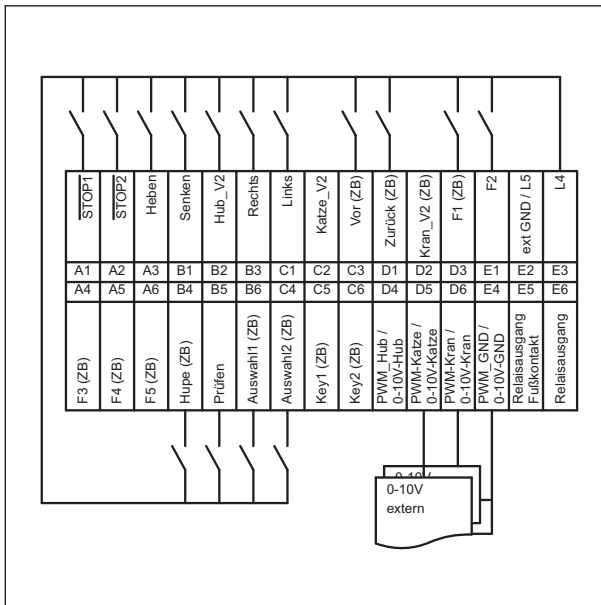 STOP1
STOP2
Heben
Senken
Hub_V2
Rechts
Links
Katze_V2
Vor (ZB)
Zurück (ZB)
Kran_V2 (ZB)
F1 (ZB)
F2
ext GND / L5
L4
A1 A2 A3 B1 B2 B3 C1 C2 C3 D1 D2 D3 E1 E2 E3
A4 A5 A6 B4 B5 B6 C4 C5 C6 D4 D5 D6 E4 E5 E6
F3 (ZB)
F4 (ZB)
F5 (ZB)
Hupe (ZB)
Prüfen
Auswahl1 (ZB)
Auswahl2 (ZB)
Key1 (ZB)
Key2 (ZB)
PWM_Hub /
0-10V-Hub
PWM-Katze /
0-10V-Katze
PWM-Kran /
0-10V-Kran
PWM_GND /
0-10V-GND
Relaisausgang
Fußkontakt
Relaisausgang
0-10V
0-10V
extern